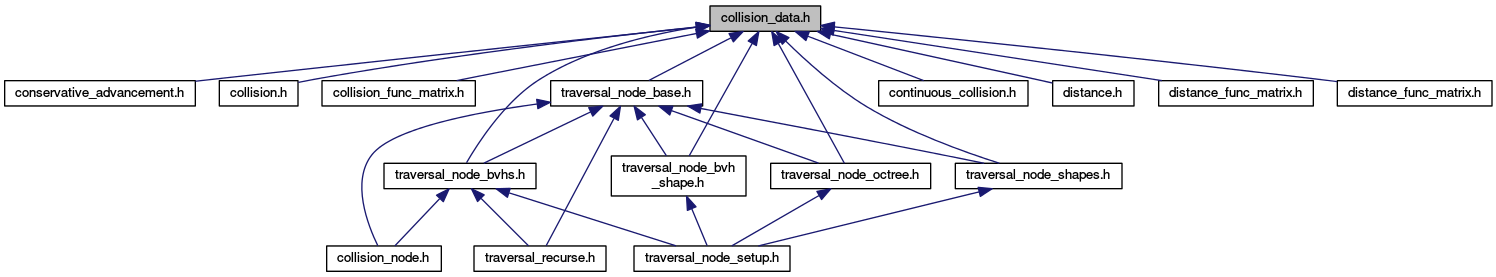 collision_data.h
conservative_advancement.h
collision.h
collision_func_matrix.h
traversal_node_base.h
continuous_collision.h
distance.h
distance_func_matrix.h
distance_func_matrix.h
traversal_node_bvhs.h
traversal_node_bvh
_shape.h
traversal_node_octree.h
traversal_node_shapes.h
collision_node.h
traversal_recurse.h
traversal_node_setup.h